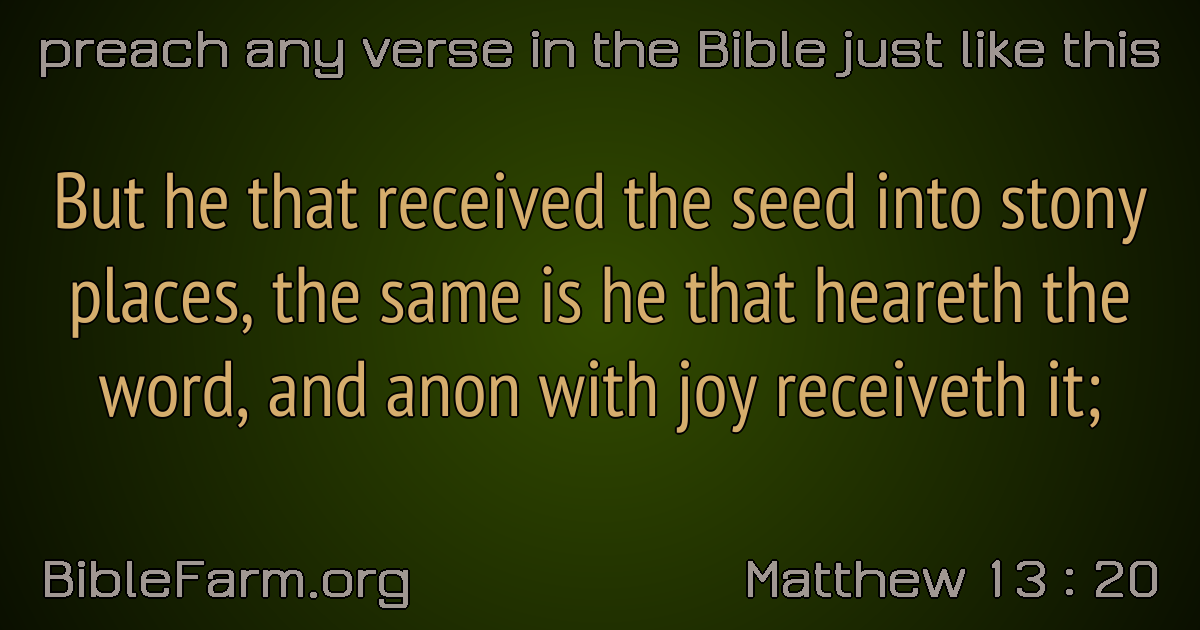 preach any verse in the Bible just like this
But he that received the seed into stony
places, the same is he that heareth the
word, and anon with joy receiveth it;
BibleFarm.org
Matthew 13 : 20